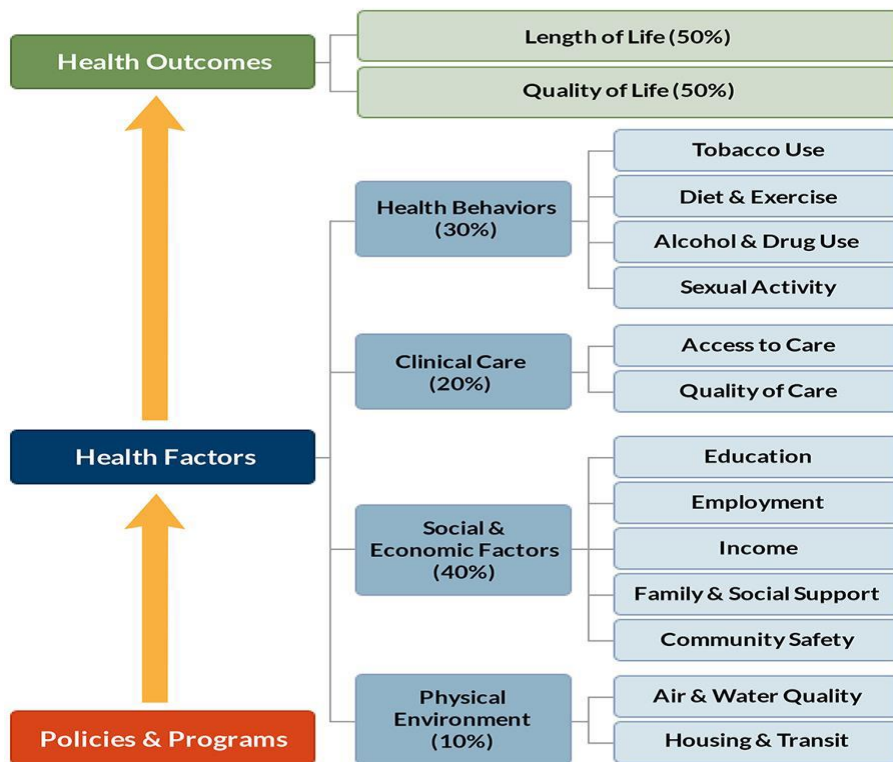 Health Outcomes
Length of Life (50%)
Quality of Life (50%)
Health Factors
Health Behaviors
(30%)
Tobacco Use
Diet & Exercise
Alcohol & Drug Use
Sexual Activity
Clinical Care
(20%)
Access to Care
Quality of Care
Social &
Economic Factors
(40%)
Education
Employment
Income
Family & Social Support
Community Safety
Physical
Environment
(10%)
Air & Water Quality
Housing & Transit
Policies & Programs